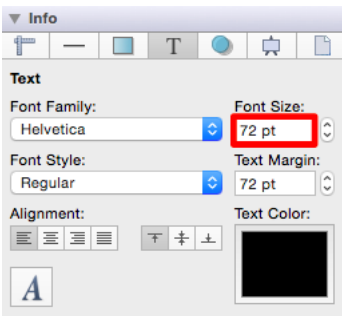 Info
T
Text
Font Family: Font Size:
Helvetica 72 pt
Font Style: Text Margin:
Regular 72 pt
Alignment: Text Color:
A